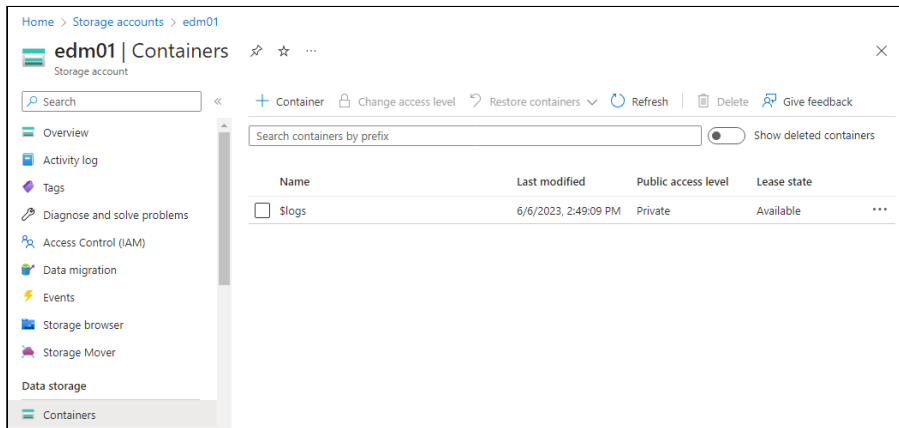 Home > Storage accounts > edm01
edm01 | Containers
Storage account
Search
Overview
Activity log
Tags
Diagnose and solve problems
Access Control (IAM)
Data migration
Events
Storage browser
Storage Mover
Data storage
Containers
Container Change access level Restore containers Refresh Delete Give feedback
Search containers by prefix Show deleted containers
Name Last modified Public access level Lease state
$logs 6/6/2023, 2:49:09 PM Private Available